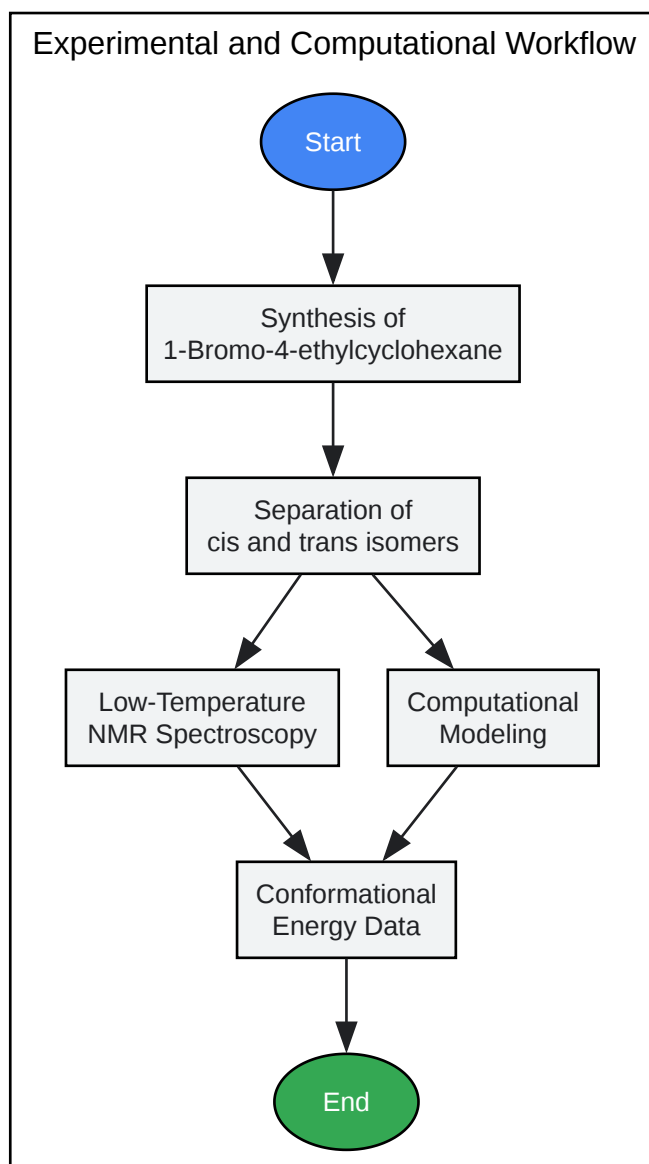 Experimental and Computational Workflow
Start
Synthesis of
1-Bromo-4-ethylcyclohexane
Separation of
cis and trans isomers
Low-Temperature
NMR Spectroscopy
Computational
Modeling
Conformational
Energy Data
End